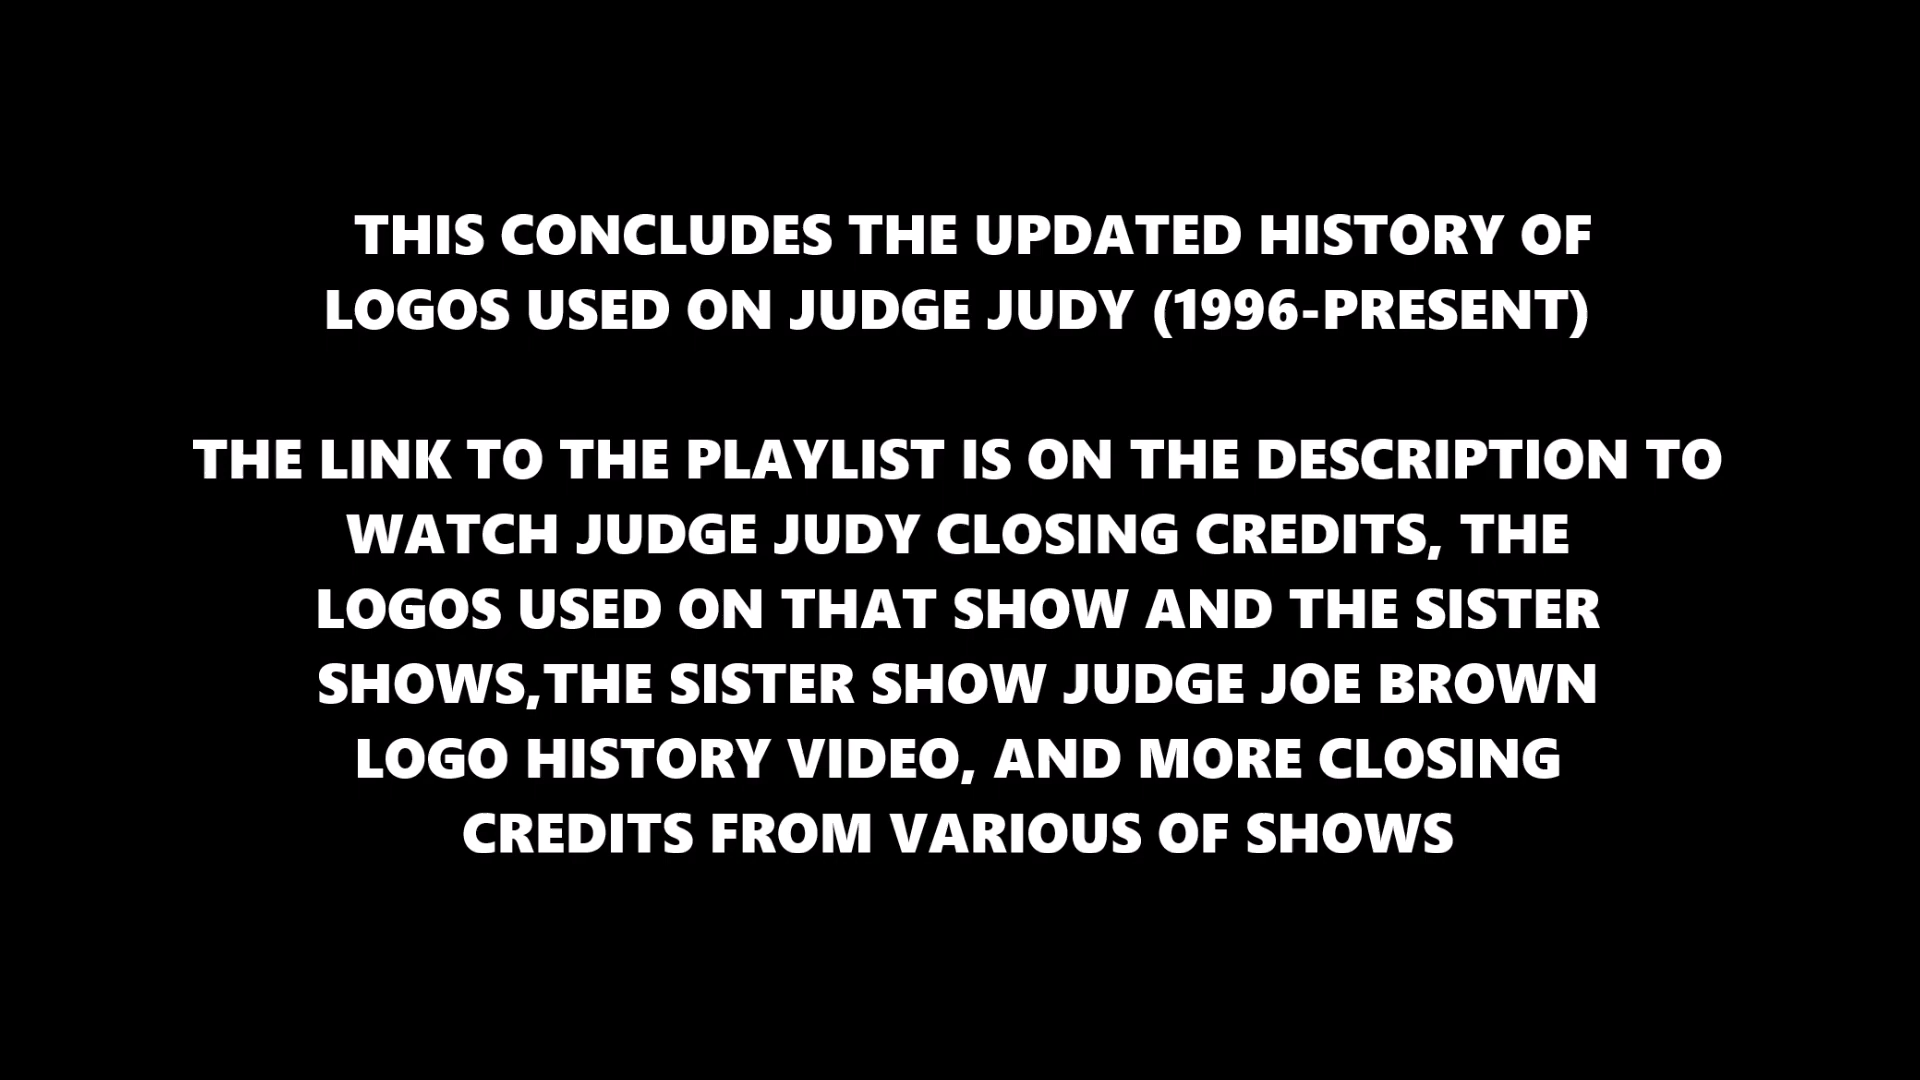 THIS CONCLUDES THE UPDATED HISTORY OF
LOGOS USED ON JUDGE JUDY (1996-PRESENT)
THE LINK TO THE PLAYLIST IS ON THE DESCRIPTION TO
WATCH JUDGE JUDY CLOSING CREDITS, THE
LOGOS USED ON THAT SHOW AND THE SISTER
SHOWS,THE SISTER SHOW JUDGE JOE BROWN
LOGO HISTORY VIDEO, AND MORE CLOSING
CREDITS FROM VARIOUS OF SHOWS